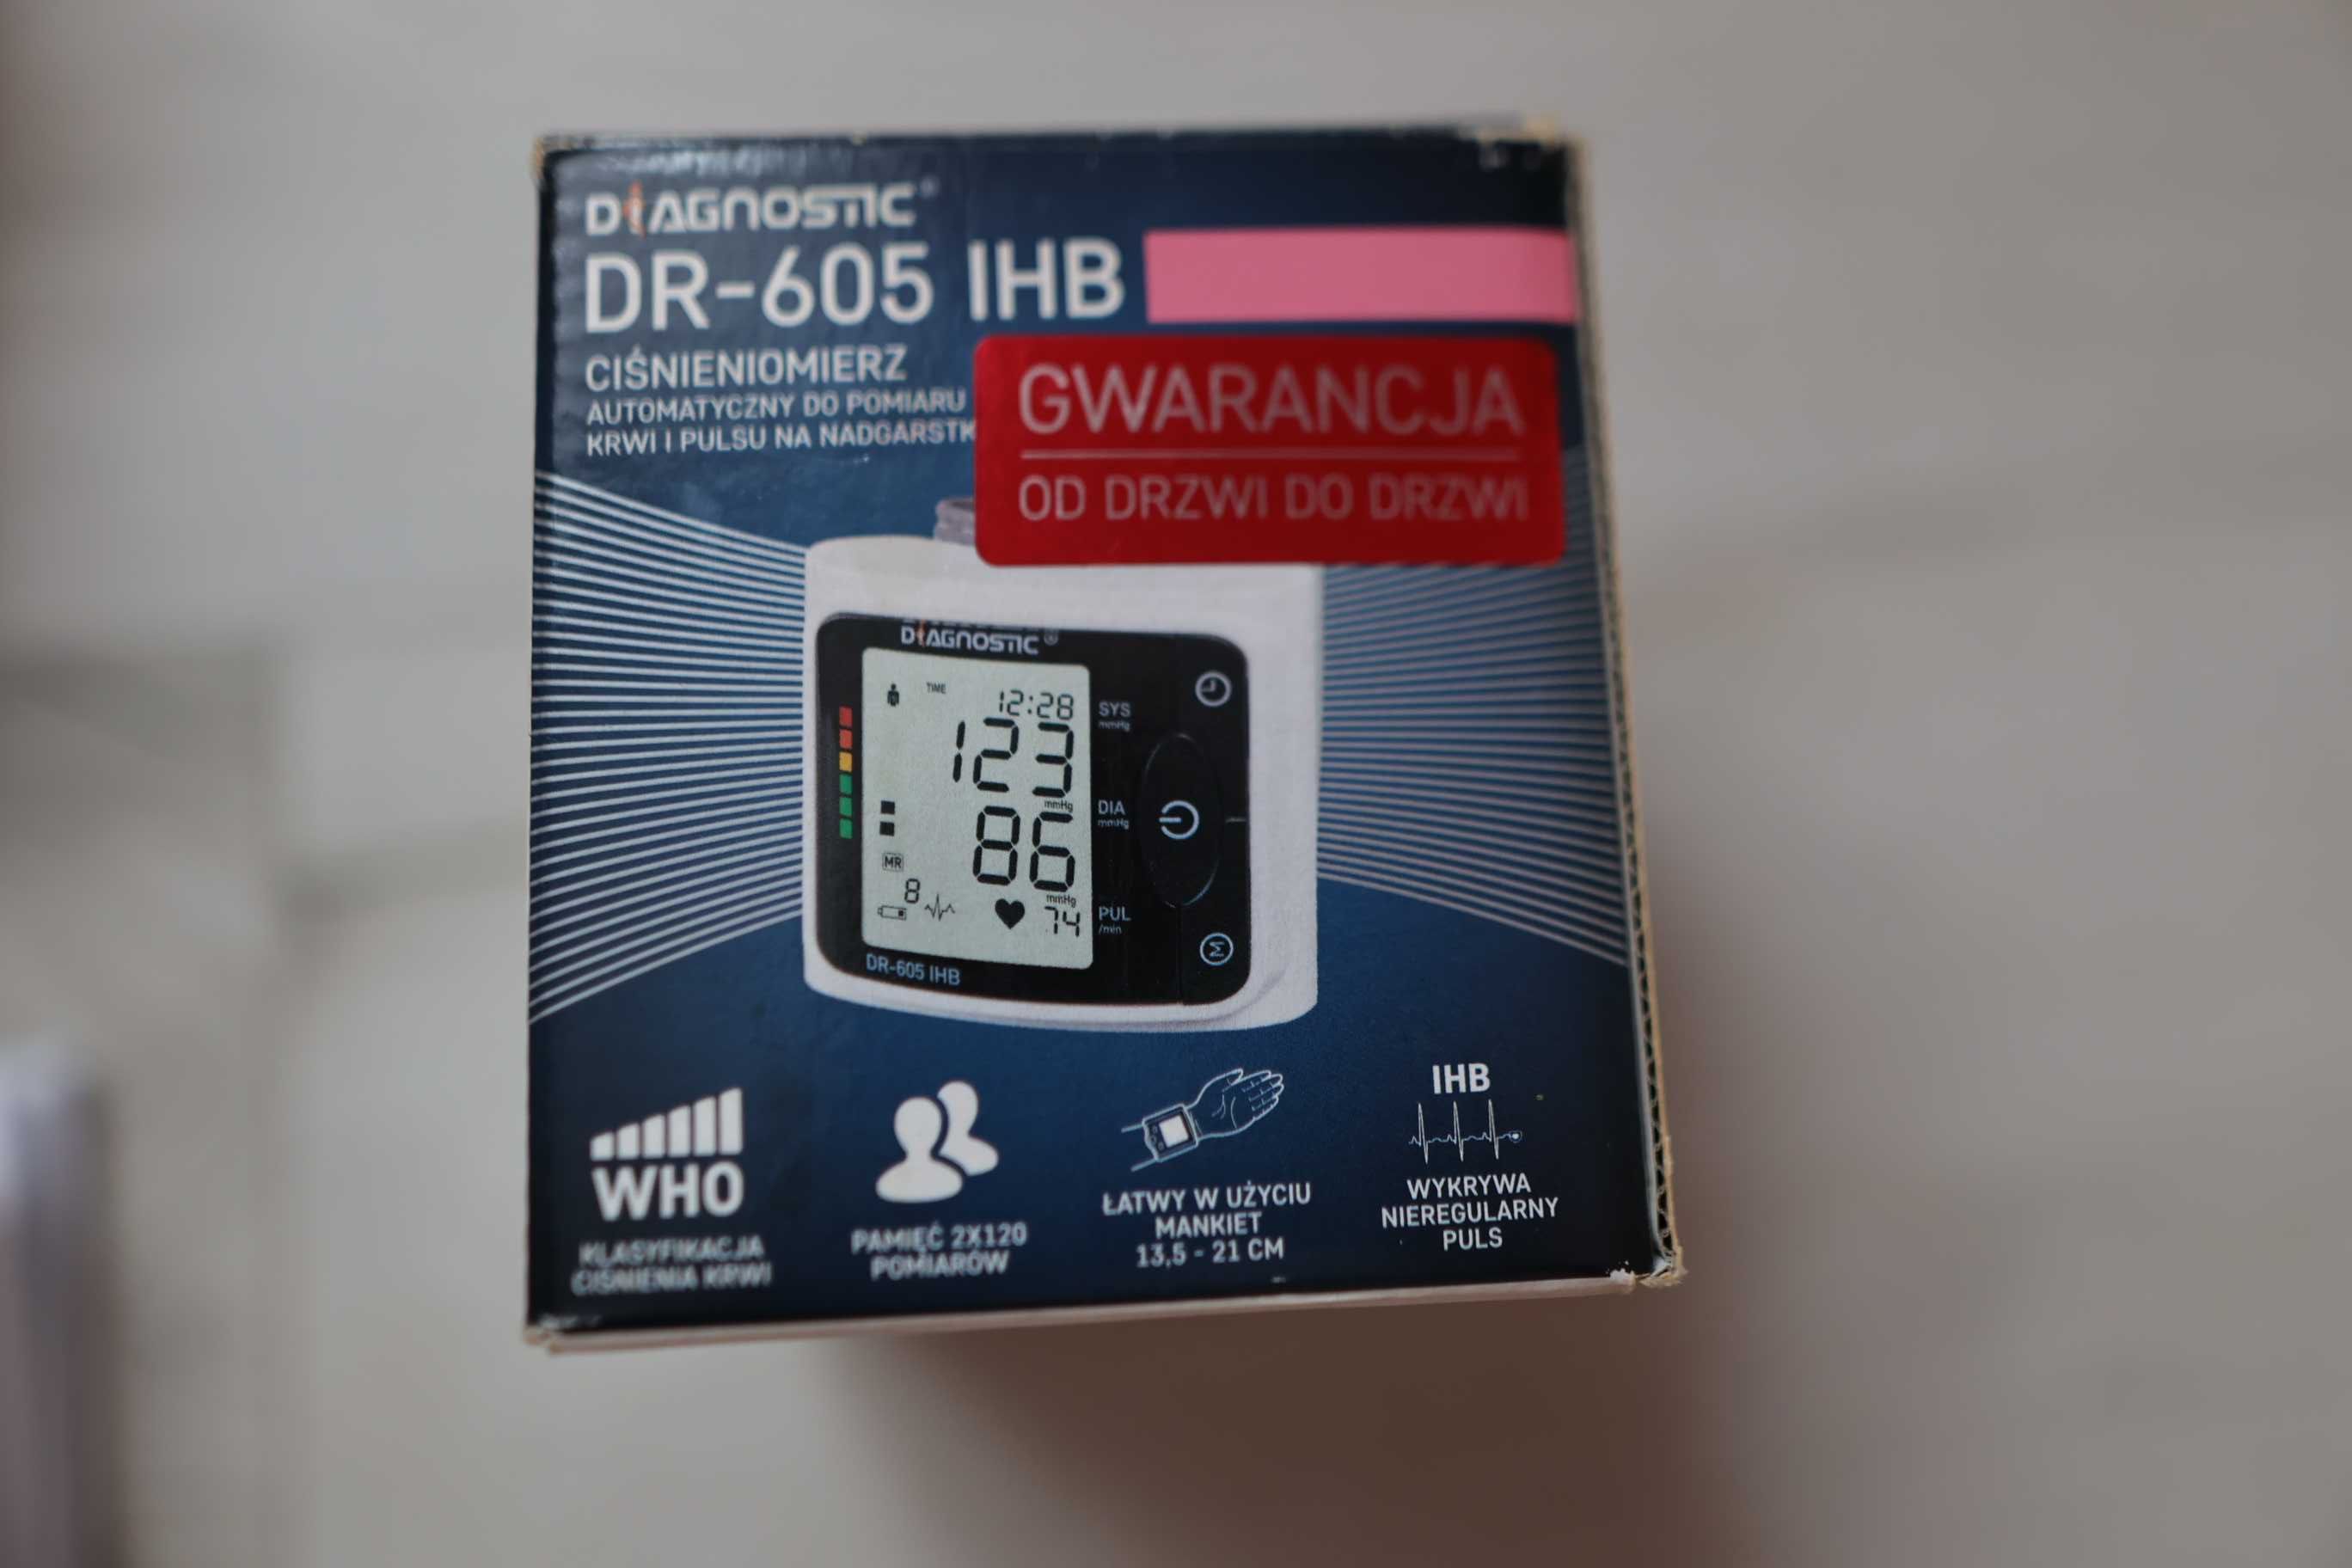 DIAGNOSTIC®
DR-605 IHB
CIŚNIENIOMIERZ
AUTOMATYCZNY DO POMIARU
KRWI I PULSU NA NADGARSTK
GWARANCJA
OD DRZWI DO DRZWI
DIAGNOSTIC®
TIME
12:28
SYS
mmHg
123
mmHg
DIA
mmHg
86
MR
8
mmHg
74
PUL
/min
Σ
DR-605 IHB
WHO
KLASYFIKACJA
CIŚNIENIA KRWI
PAMIĘĆ 2X120
POMIARÓW
ŁATWY W UŻYCIU
MANKIET
13,5 - 21 CM
IHB
WYKRYWA
NIEREGULARNY
PULS